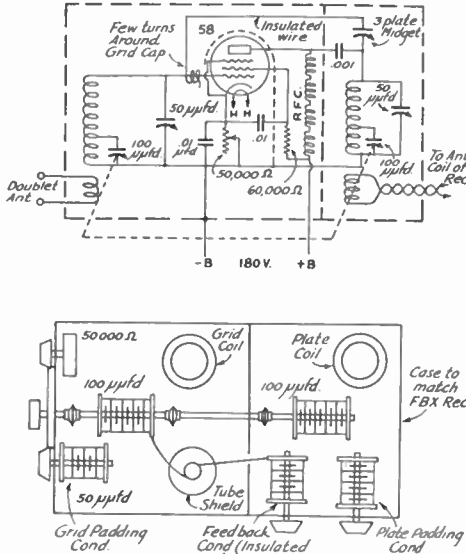 Few turns
Around
Grid Cap
58
Insulated
wire
3 plate
Midget
.001
R.F.C.
50 µµfd.
50
µµfd.
H H
.01
.01
µfd
100
µµfd.
100
µµfd.
50,000 Ω
60,000 Ω
Doublet
Ant
To Ant
Coil of
Rec
-B 180 V. +B
50000 Ω
Grid
Coil
Plate
Coil
100 µµfd
100 µµfd.
Case to
match
FBX Rec
50 µµfd
Tube
Shield
Grid Padding
Cond.
Feedback
Cond (Insulated
Plate Padding
Cond